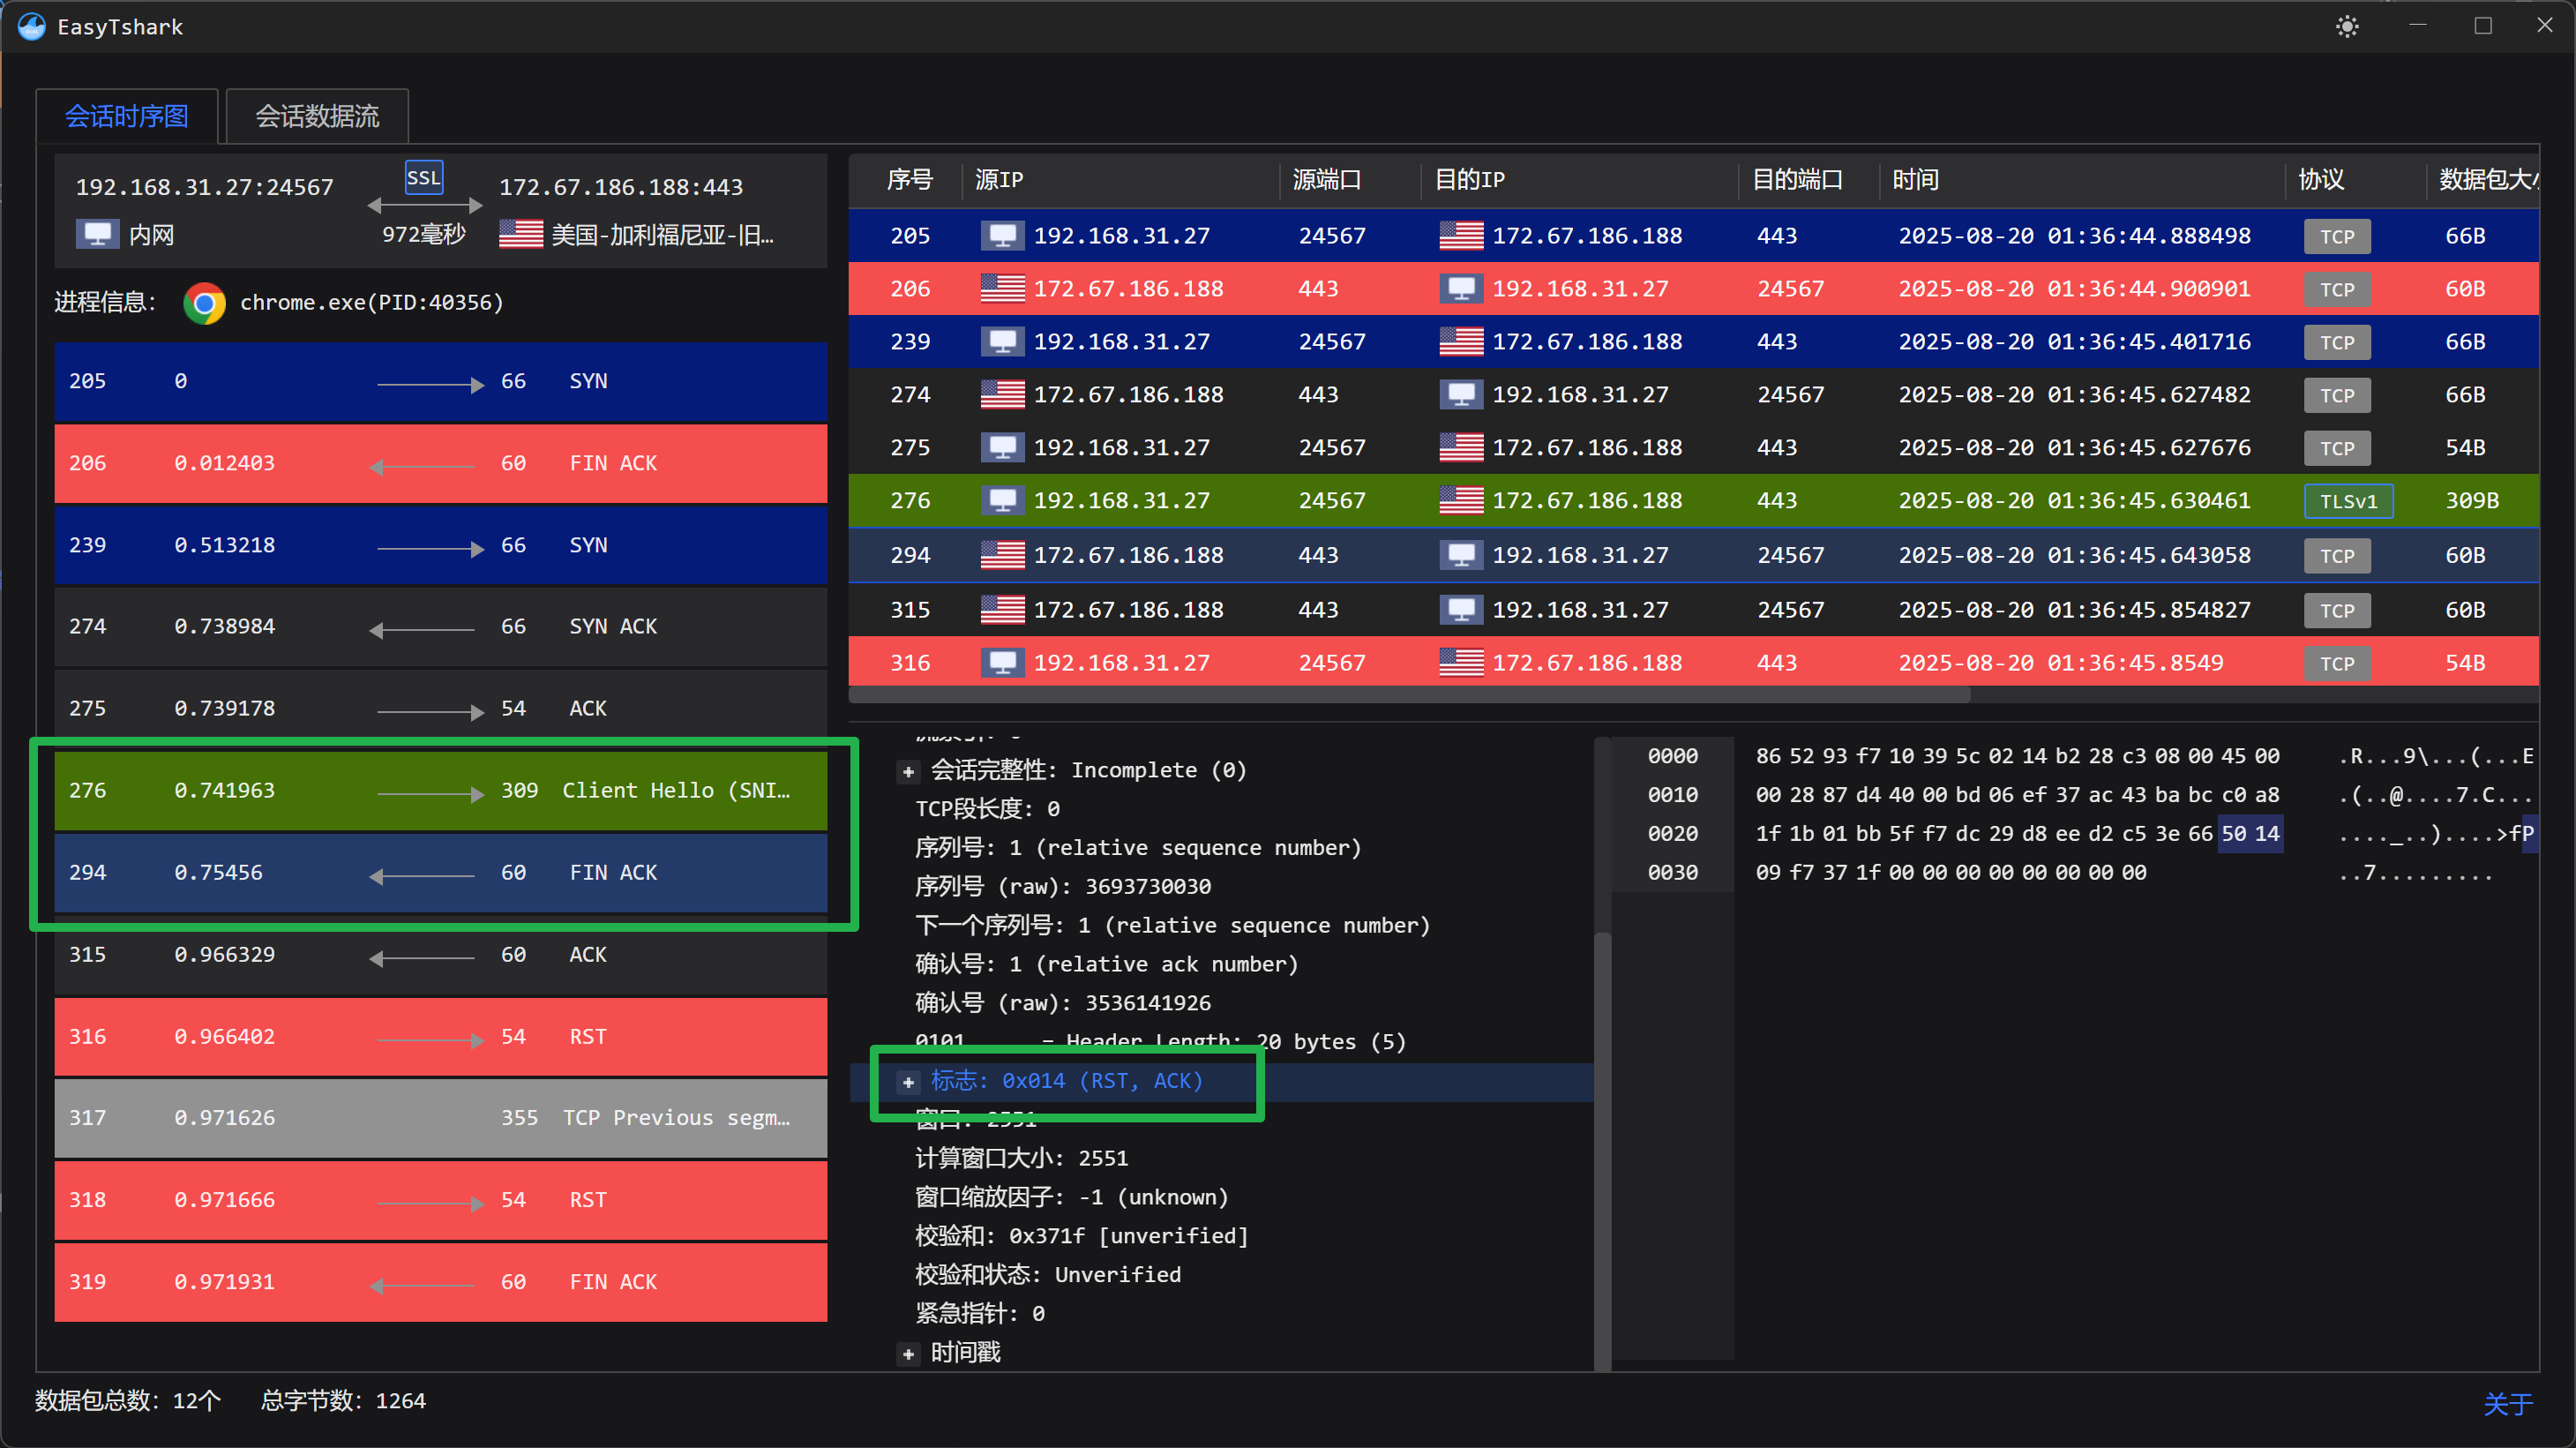 EasyTshark
会话时序图 会话数据流
192.168.31.27:24567 SSL 172.67.186.188:443
内网 972毫秒 美国-加利福尼亚-旧...
进程信息: chrome.exe(PID:40356)
205 0 66 SYN
206 0.012403 60 FIN ACK
239 0.513218 66 SYN
274 0.738984 66 SYN ACK
275 0.739178 54 ACK
276 0.741963 309 Client Hello (SNI...
294 0.75456 60 FIN ACK
315 0.966329 60 ACK
316 0.966402 54 RST
317 0.971626 355 TCP Previous segm...
318 0.971666 54 RST
319 0.971931 60 FIN ACK
序号 源IP 源端口 目的IP 目的端口 时间 协议 数据包大小
205 192.168.31.27 24567 172.67.186.188 443 2025-08-20 01:36:44.888498 TCP 66B
206 172.67.186.188 443 192.168.31.27 24567 2025-08-20 01:36:44.900901 TCP 60B
239 192.168.31.27 24567 172.67.186.188 443 2025-08-20 01:36:45.401716 TCP 66B
274 172.67.186.188 443 192.168.31.27 24567 2025-08-20 01:36:45.627482 TCP 66B
275 192.168.31.27 24567 172.67.186.188 443 2025-08-20 01:36:45.627676 TCP 54B
276 192.168.31.27 24567 172.67.186.188 443 2025-08-20 01:36:45.630461 TLSv1 309B
294 172.67.186.188 443 192.168.31.27 24567 2025-08-20 01:36:45.643058 TCP 60B
315 172.67.186.188 443 192.168.31.27 24567 2025-08-20 01:36:45.854827 TCP 60B
316 192.168.31.27 24567 172.67.186.188 443 2025-08-20 01:36:45.8549 TCP 54B
会话完整性: Incomplete (0)
TCP段长度: 0
序列号: 1 (relative sequence number)
序列号 (raw): 3693730030
下一个序列号: 1 (relative sequence number)
确认号: 1 (relative ack number)
确认号 (raw): 3536141926
0101 = Header Length: 20 bytes (5)
标志: 0x014 (RST, ACK)
窗口: 2551
计算窗口大小: 2551
窗口缩放因子: -1 (unknown)
校验和: 0x371f [unverified]
校验和状态: Unverified
紧急指针: 0
时间戳
0000 86 52 93 f7 10 39 5c 02 14 b2 28 c3 08 00 45 00 .R...9\...(...E
0010 00 28 87 d4 40 00 bd 06 ef 37 ac 43 ba bc c0 a8 .(..@....7.C...
0020 1f 1b 01 bb 5f f7 dc 29 d8 ee d2 c5 3e 66 50 14 ...._..)....>fP
0030 09 f7 37 1f 00 00 00 00 00 00 00 00 ..7.........
数据包总数: 12个 总字节数: 1264
关于